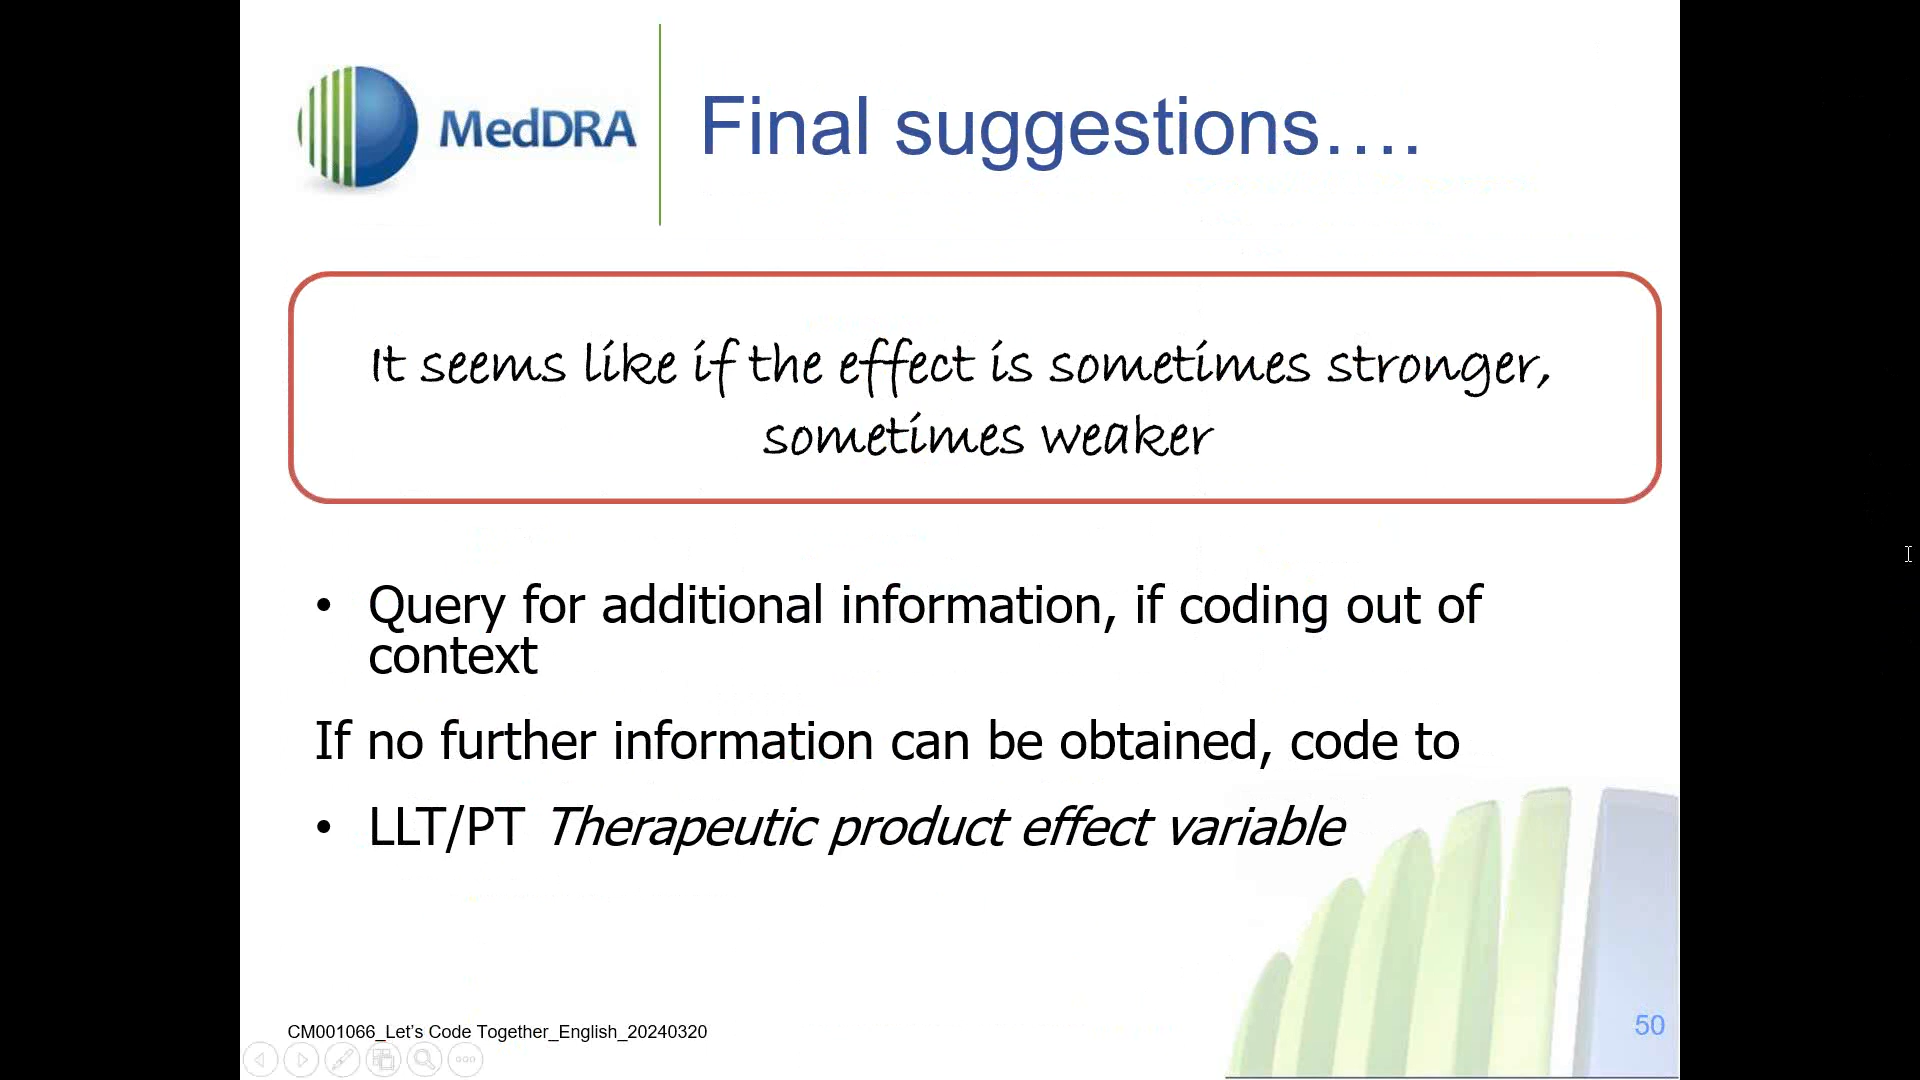 MedDRA
Final suggestions….
It seems like if the effect is sometimes stronger,
sometimes weaker
• Query for additional information, if coding out of
context
If no further information can be obtained, code to
• LLT/PT Therapeutic product effect variable
CM001066_Let’s Code Together_English_20240320
50